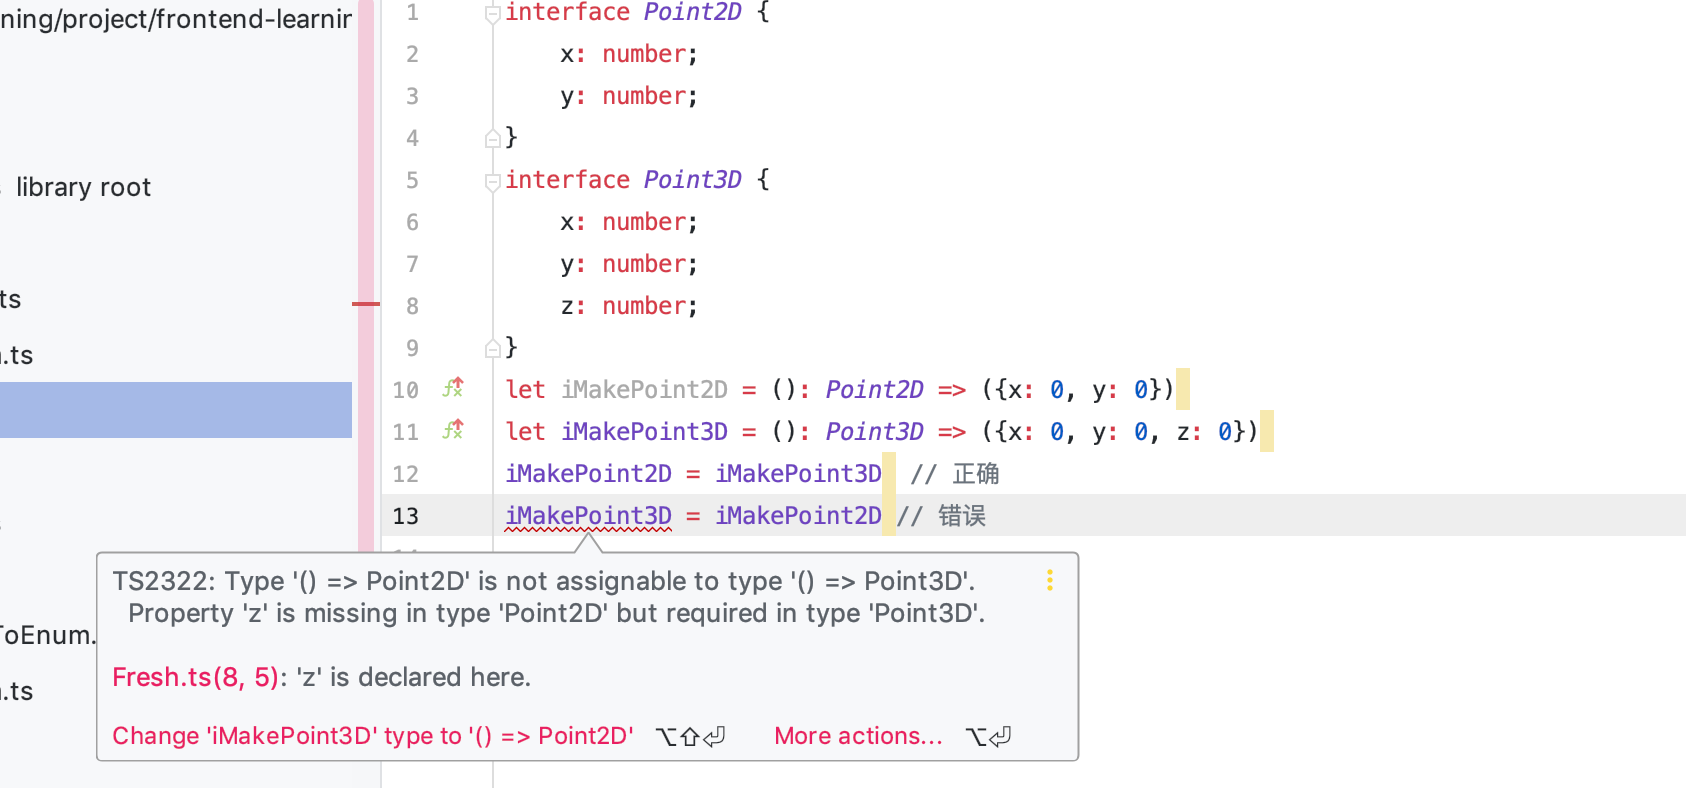 ning/project/frontend-learnin
library root
ts
.ts
ToEnum.
.ts
1 interface Point2D {
2 x: number;
3 y: number;
4 }
5 interface Point3D {
6 x: number;
7 y: number;
8 z: number;
9 }
10 let iMakePoint2D = (): Point2D => ({x: 0, y: 0})
11 let iMakePoint3D = (): Point3D => ({x: 0, y: 0, z: 0})
12 iMakePoint2D = iMakePoint3D // 正确
13 iMakePoint3D = iMakePoint2D // 错误
TS2322: Type '() => Point2D' is not assignable to type '() => Point3D'.
Property 'z' is missing in type 'Point2D' but required in type 'Point3D'.
Fresh.ts(8, 5): 'z' is declared here.
Change 'iMakePoint3D' type to '() => Point2D' ⌥⇧⏎ More actions... ⌥⏎